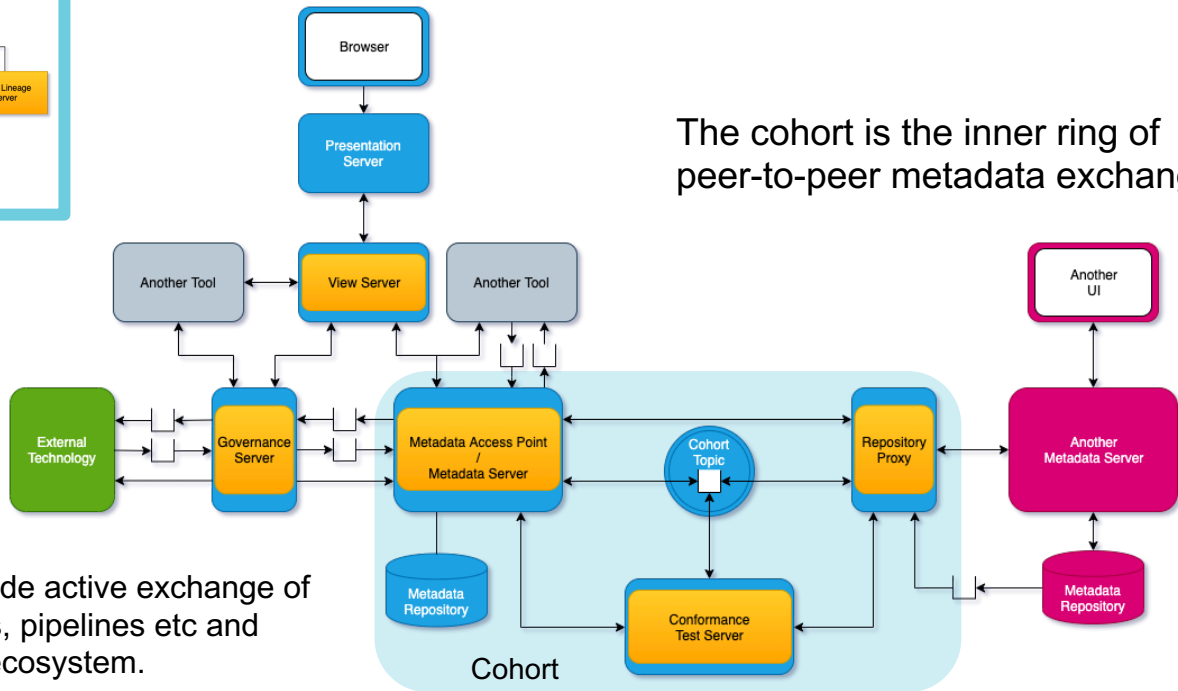 Lineage
Browser
Presentation
Server
The cohort is the inner ring of
peer-to-peer metadata
Another Tool
View Server
Another Tool
Another
UI
External
Technology
Governance
Server
Metadata Access Point
/
Metadata Server
Cohort
Topic
Repository
Proxy
Another
Metadata Server
Metadata
Repository
Conformance
Test Server
Metadata
Repository
active exchange of
pipelines etc and
ecosystem.
Cohort